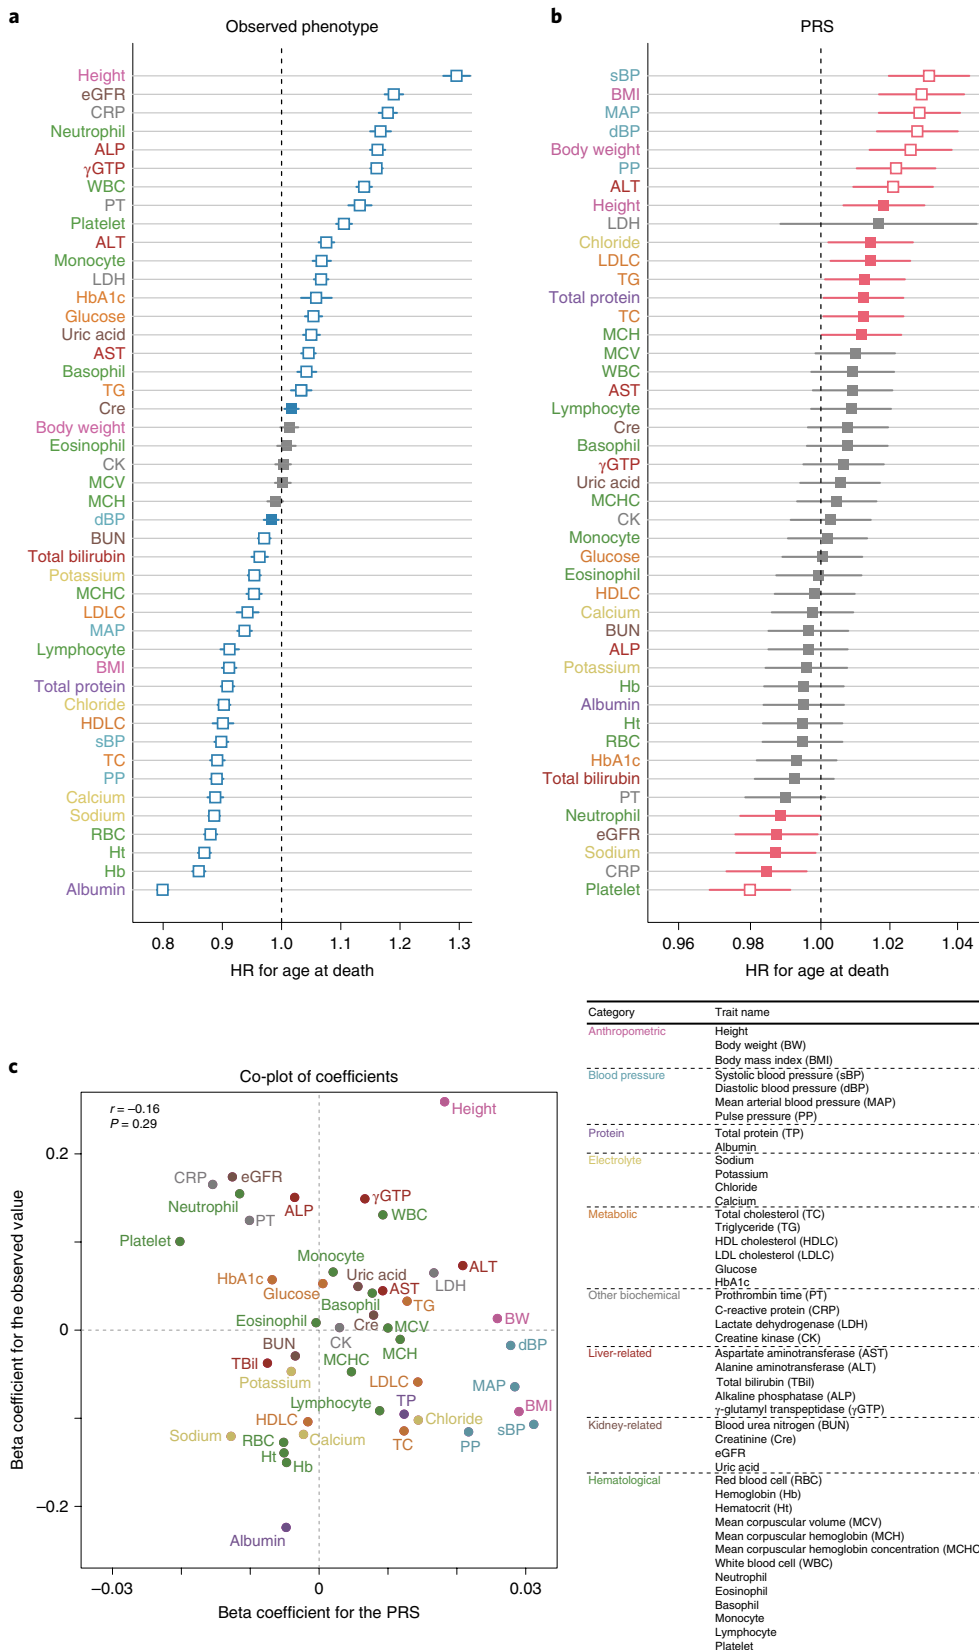 a
Observed phenotype
Height
eGFR
CRP
Neutrophil
ALP
γGTP
WBC
PT
Platelet
ALT
Monocyte
LDH
HbA1c
Glucose
Uric acid
AST
Basophil
TG
Cre
Body weight
Eosinophil
CK
MCV
MCH
dBP
BUN
Total bilirubin
Potassium
MCHC
LDLC
MAP
Lymphocyte
BMI
Total protein
Chloride
HDLC
sBP
TC
PP
Calcium
Sodium
RBC
Ht
Hb
Albumin
0.8 0.9 1.0 1.1 1.2 1.3
HR for age at death
b
PRS
sBP
BMI
MAP
dBP
Body weight
PP
ALT
Height
LDH
Chloride
LDLC
TG
Total protein
TC
MCH
MCV
WBC
AST
Lymphocyte
Cre
Basophil
γGTP
Uric acid
MCHC
CK
Monocyte
Glucose
Eosinophil
HDLC
Calcium
BUN
ALP
Potassium
Hb
Albumin
Ht
RBC
HbA1c
Total bilirubin
PT
Neutrophil
eGFR
Sodium
CRP
Platelet
0.96 0.98 1.00 1.02 1.04
HR for age at death
c
Co-plot of coefficients
r = –0.16
P = 0.29
Height
CRP
eGFR
Neutrophil
ALP
γGTP
PT
WBC
Platelet
Monocyte
ALT
HbA1c
Uric acid
LDH
Glucose
AST
Basophil
TG
Eosinophil
Cre
BW
CK
MCV
dBP
BUN
MCH
TBil
MCHC
Potassium
LDLC
MAP
Lymphocyte
TP
BMI
HDLC
Chloride
sBP
Sodium
RBC
Calcium
TC
PP
Ht
Hb
Albumin
0.2
0
–0.2
Beta coefficient for the observed value
–0.03 0 0.03
Beta coefficient for the PRS
Category Trait name
Anthropometric Height
Body weight (BW)
Body mass index (BMI)
Blood pressure Systolic blood pressure (sBP)
Diastolic blood pressure (dBP)
Mean arterial blood pressure (MAP)
Pulse pressure (PP)
Protein Total protein (TP)
Albumin
Electrolyte Sodium
Potassium
Chloride
Calcium
Metabolic Total cholesterol (TC)
Triglyceride (TG)
HDL cholesterol (HDLC)
LDL cholesterol (LDLC)
Glucose
HbA1c
Other biochemical Prothrombin time (PT)
C-reactive protein (CRP)
Lactate dehydrogenase (LDH)
Creatine kinase (CK)
Liver-related Aspartate aminotransferase (AST)
Alanine aminotransferase (ALT)
Total bilirubin (TBil)
Alkaline phosphatase (ALP)
γ-glutamyl transpeptidase (γGTP)
Kidney-related Blood urea nitrogen (BUN)
Creatinine (Cre)
eGFR
Uric acid
Hematological Red blood cell (RBC)
Hemoglobin (Hb)
Hematocrit (Ht)
Mean corpuscular volume (MCV)
Mean corpuscular hemoglobin (MCH)
Mean corpuscular hemoglobin concentration (MCHC
White blood cell (WBC)
Neutrophil
Eosinophil
Basophil
Monocyte
Lymphocyte
Platelet